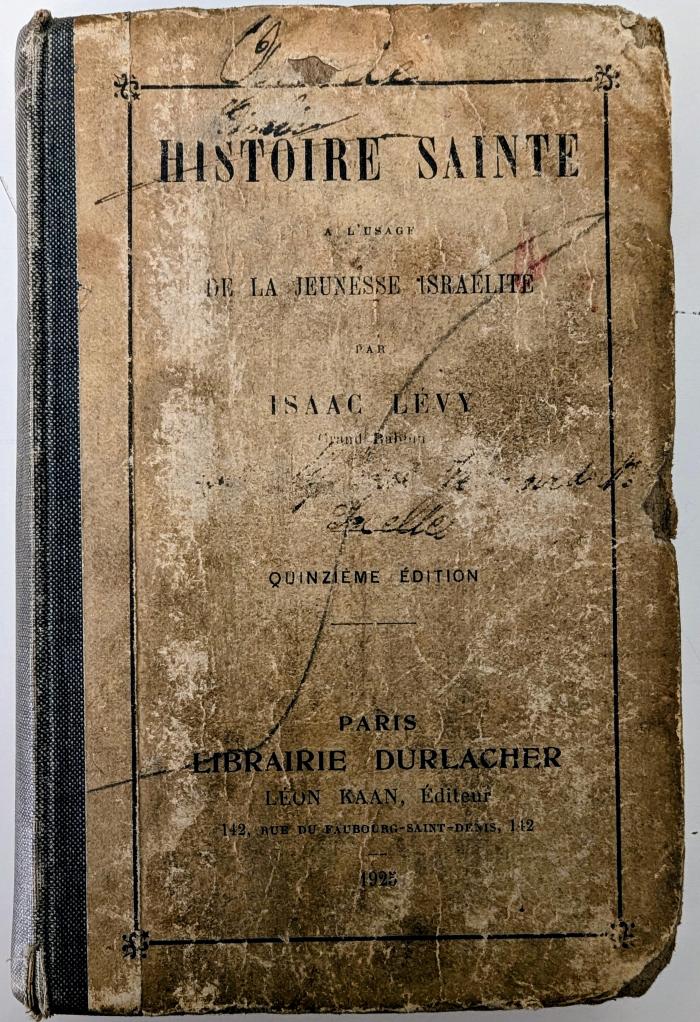 HISTOIRE SAINTE
A L'USAGE
DE LA JEUNESSE ISRAÉLITE
PAR
ISAAC LÉVY
Grand Rabbin
QUINZIÈME ÉDITION
PARIS
LIBRAIRIE DURLACHER
LÉON KAAN, Éditeur
142, RUE DU FAUBOURG-SAINT-DENIS, 142
1925